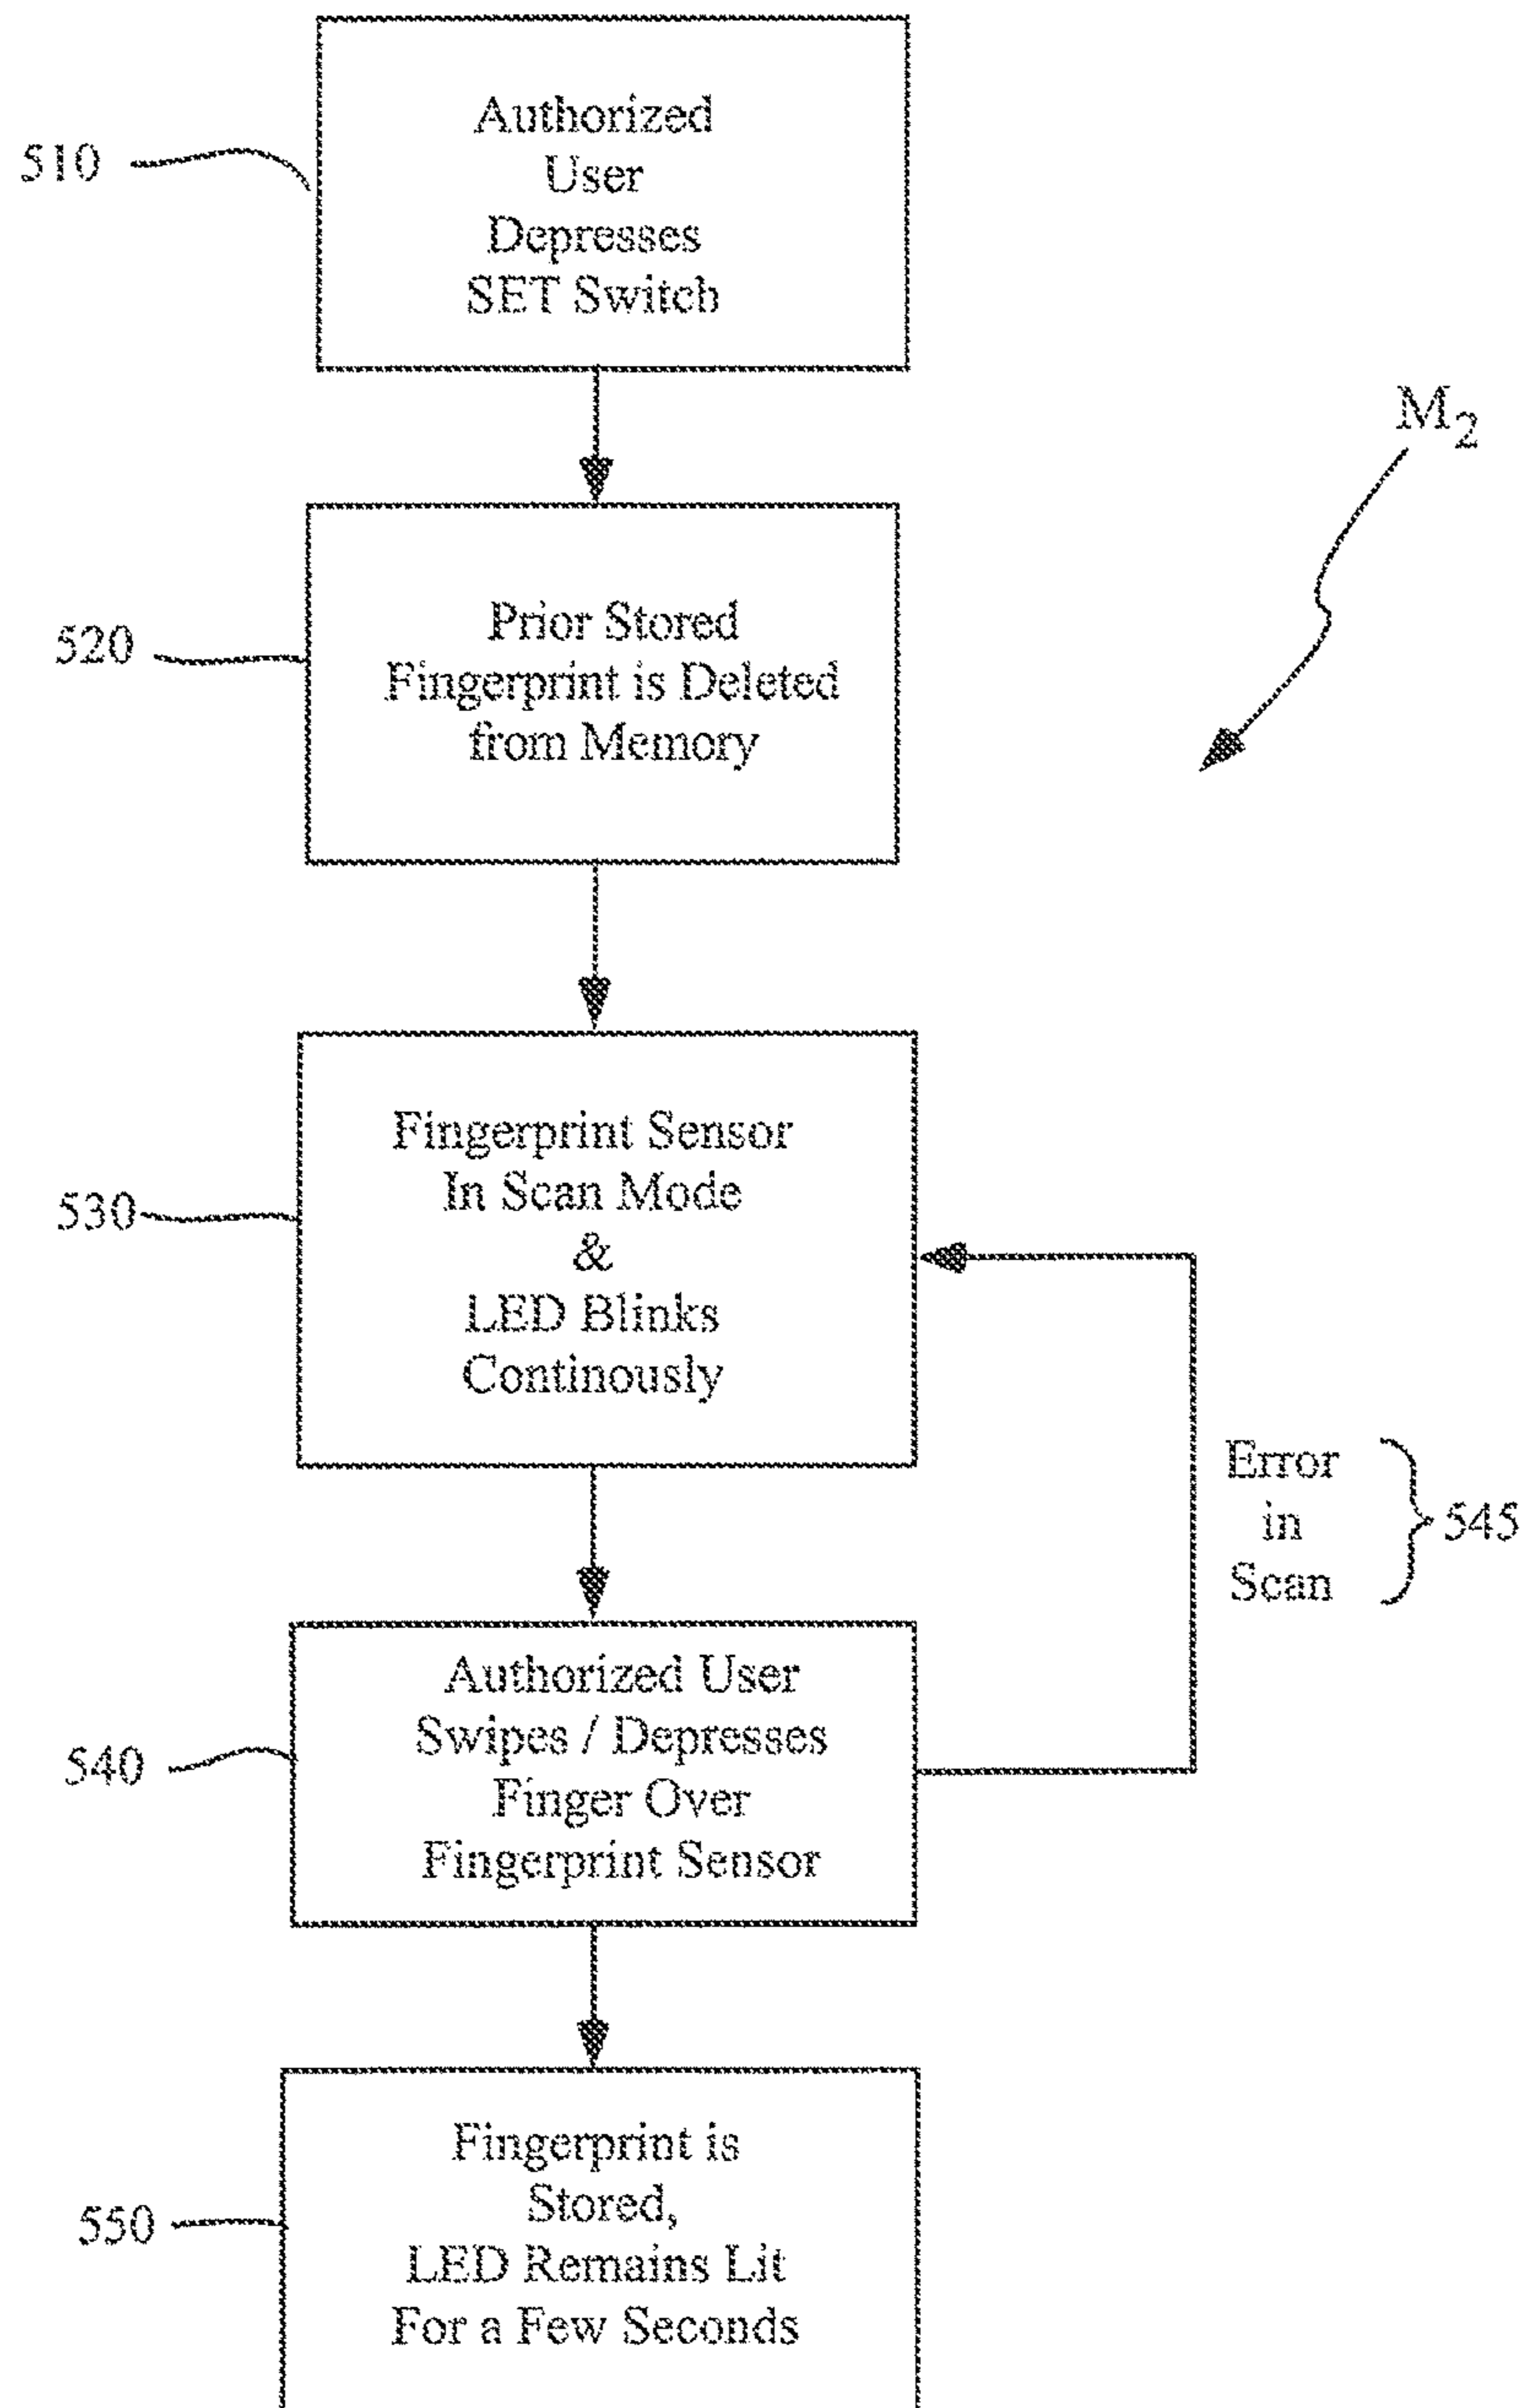 Authorized
User
Depresses
SET Switch
510
M2
Prior Stored
Fingerprint is Deleted
from Memory
520
Fingerprint Sensor
In Scan Mode
&
LED Blinks
Continously
530
Error
in
Scan
545
Authorized User
Swipes / Depresses
Finger Over
Fingerprint Sensor
540
Fingerprint is
Stored,
LED Remains Lit
For a Few Seconds
550